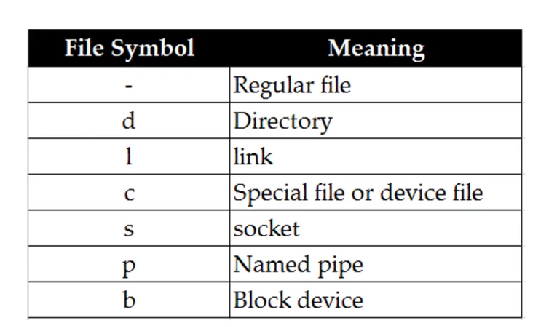 File Symbol Meaning
- Regular file
d Directory
l link
c Special file or device file
s socket
p Named pipe
b Block device